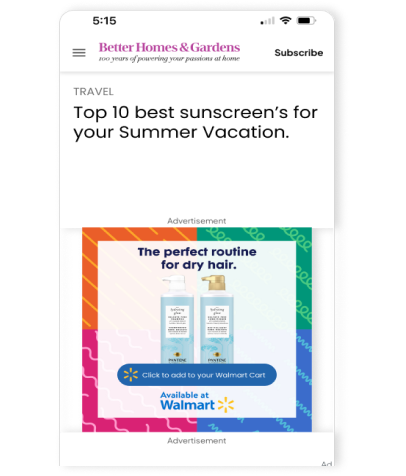 5:15
Better Homes & Gardens
100 years of powering your passions at home
Subscribe
TRAVEL
Top 10 best sunscreen's for
your Summer Vacation.
Advertisement
The perfect routine
for dry hair.
PANTENE PANTENE
Click to add to your Walmart Cart
Available at
Walmart
Advertisement
Ad